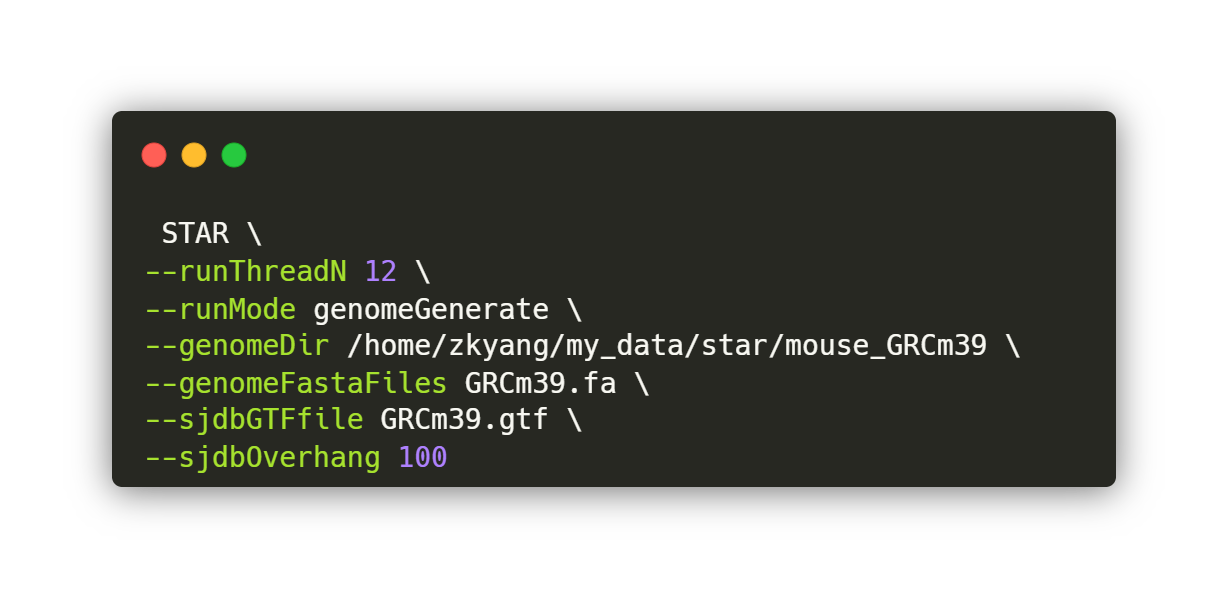 STAR \
--runThreadN 12 \
--runMode genomeGenerate \
--genomeDir /home/zkyang/my_data/star/mouse_GRCm39 \
--genomeFastaFiles GRCm39.fa \
--sjdbGTFfile GRCm39.gtf \
--sjdbOverhang 100